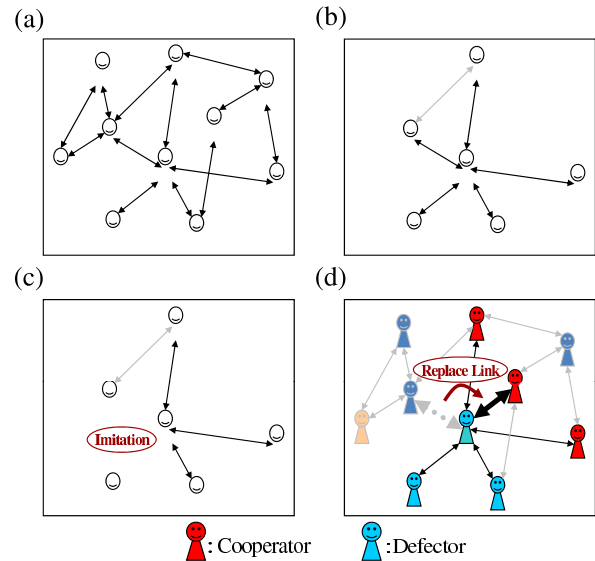 (a)
(b)
(c)
(d)
Imitation
Replace Link
: Cooperator
: Defector